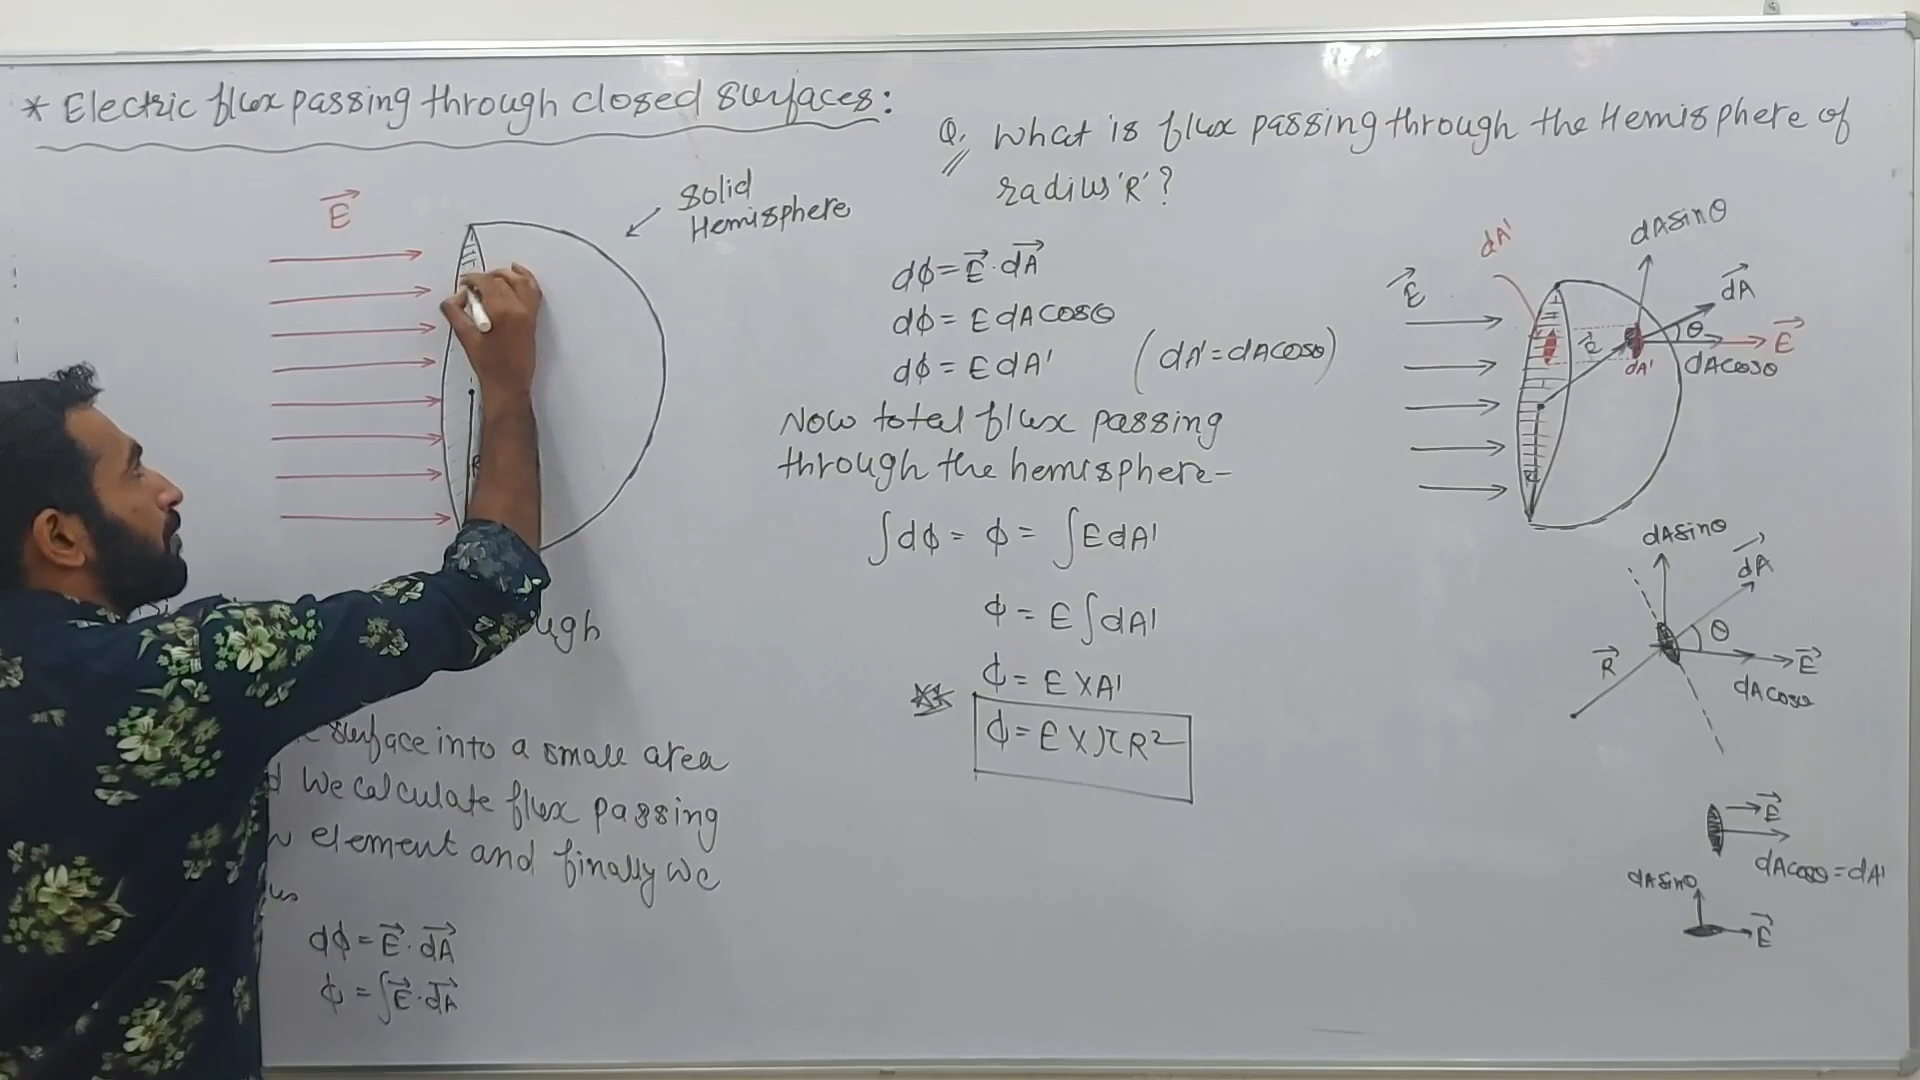 * Electric flux passing through closed surfaces:
E
solid
Hemisphere
R
ugh
surface into a small area
d we calculate flux passing
element and finally we
us
dϕ = E⃗ · dA⃗
ϕ = ∫E⃗ · dA⃗
Q. What is flux passing through the Hemisphere of
radius 'R'?
dϕ = E⃗ · dA⃗
dϕ = E dA cosθ
dϕ = E dA' (dA' = dA cosθ)
Now total flux passing
through the hemisphere-
∫dϕ = ϕ = ∫E dA'
ϕ = E ∫dA'
ϕ = E X A'
ϕ = E X πR²
dA'
dA sinθ
E⃗
dA⃗
θ
E⃗
R⃗
dA'
dA cosθ
R
dA sinθ
dA⃗
θ
R⃗
E⃗
dA cosθ
E⃗
dA cosθ = dA'
dA sinθ
E⃗